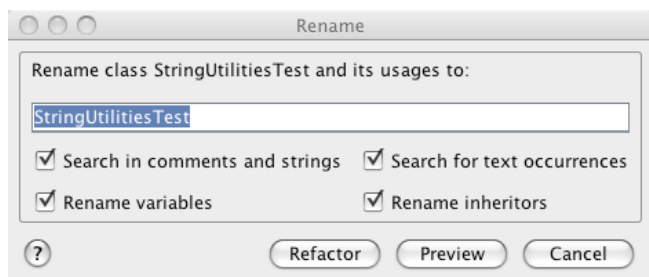 Rename
Rename class StringUtilitiesTest and its usages to:
StringUtilitiesTest
Search in comments and strings Search for text occurrences
Rename variables Rename inheritors
? Refactor Preview Cancel